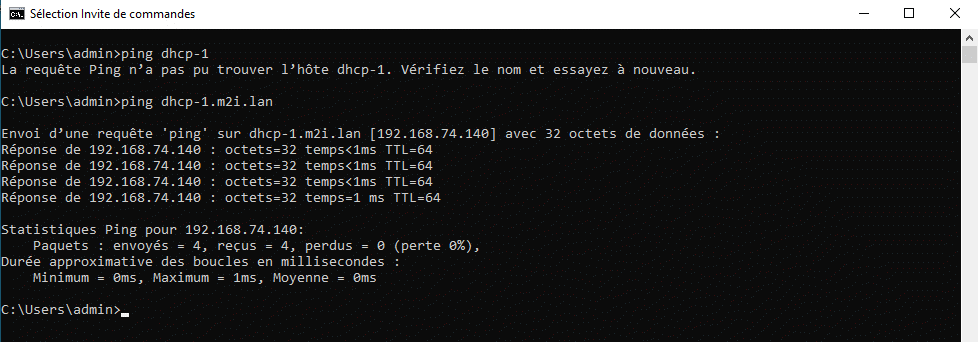 Sélection Invite de commandes
C:\Users\admin>ping dhcp-1
La requête Ping n’a pas pu trouver l’hôte dhcp-1. Vérifiez le nom et essayez à nouveau.
C:\Users\admin>ping dhcp-1.m2i.lan
Envoi d’une requête 'ping' sur dhcp-1.m2i.lan [192.168.74.140] avec 32 octets de données :
Réponse de 192.168.74.140 : octets=32 temps<1ms TTL=64
Réponse de 192.168.74.140 : octets=32 temps<1ms TTL=64
Réponse de 192.168.74.140 : octets=32 temps<1ms TTL=64
Réponse de 192.168.74.140 : octets=32 temps=1 ms TTL=64
Statistiques Ping pour 192.168.74.140:
    Paquets : envoyés = 4, reçus = 4, perdus = 0 (perte 0%),
Durée approximative des boucles en millisecondes :
    Minimum = 0ms, Maximum = 1ms, Moyenne = 0ms
C:\Users\admin>